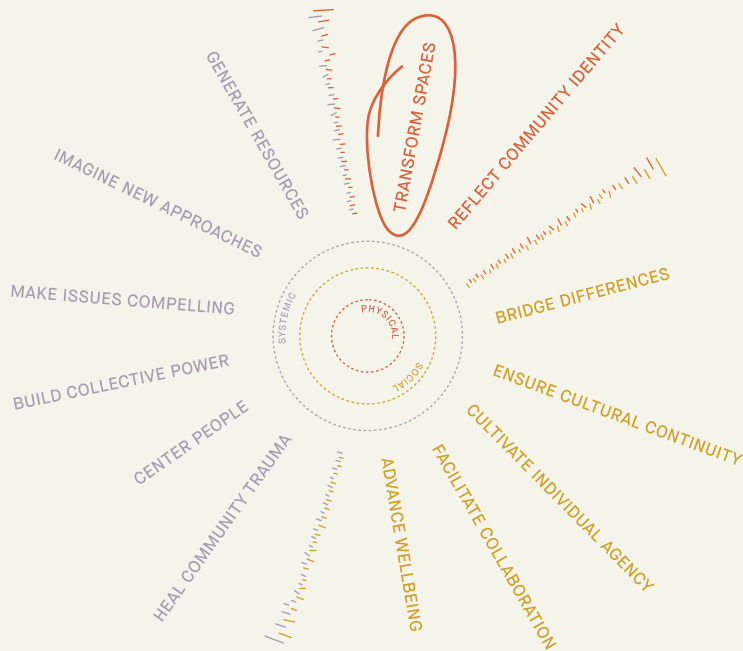 TRANSFORM SPACES
REFLECT COMMUNITY IDENTITY
BRIDGE DIFFERENCES
ENSURE CULTURAL CONTINUITY
CULTIVATE INDIVIDUAL AGENCY
FACILITATE COLLABORATION
ADVANCE WELLBEING
HEAL COMMUNITY TRAUMA
CENTER PEOPLE
BUILD COLLECTIVE POWER
MAKE ISSUES COMPELLING
IMAGINE NEW APPROACHES
GENERATE RESOURCES
SYSTEMIC
PHYSICAL
SOCIAL